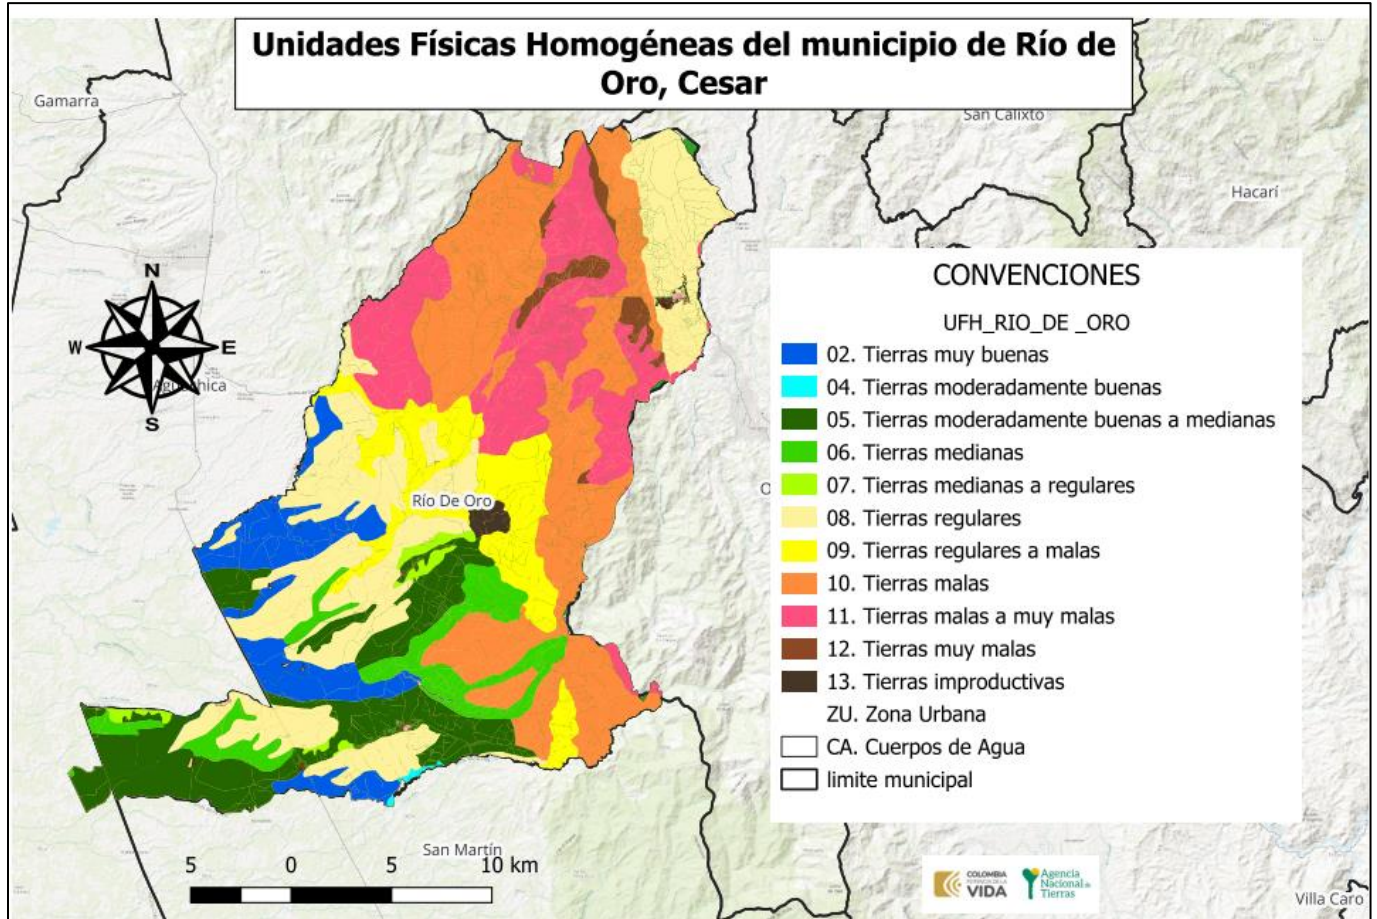 Unidades Físicas Homogéneas del municipio de Río de
Oro, Cesar
Gamarra
San Calixto
Hacarí
N
W
E
S
Río De Oro
CONVENCIONES
UFH_RIO_DE _ORO
02. Tierras muy buenas
04. Tierras moderadamente buenas
05. Tierras moderadamente buenas a medianas
06. Tierras medianas
07. Tierras medianas a regulares
08. Tierras regulares
09. Tierras regulares a malas
10. Tierras malas
11. Tierras malas a muy malas
12. Tierras muy malas
13. Tierras improductivas
ZU. Zona Urbana
CA. Cuerpos de Agua
limite municipal
San Martín
5 0 5 10 km
COLOMBIA
POTENCIA DE LA
VIDA
Agencia
Nacional de
Tierras
Villa Caro